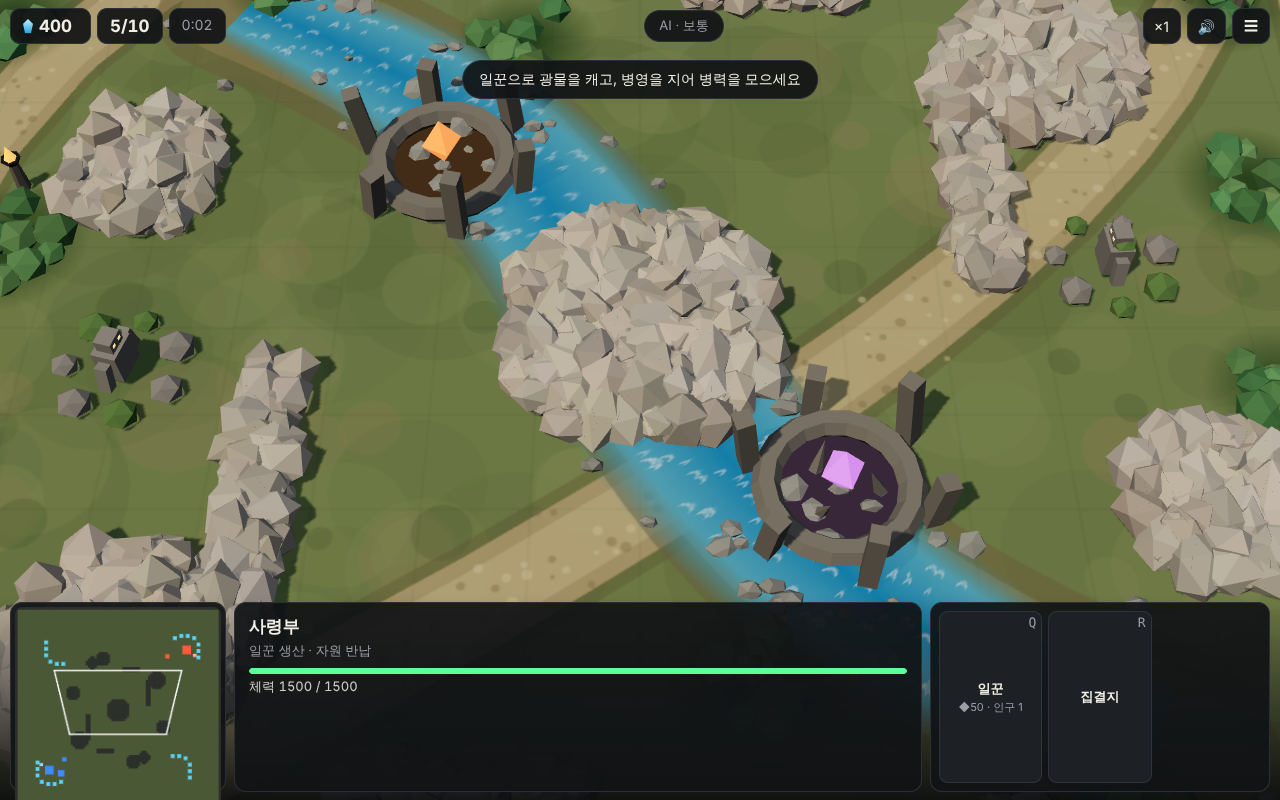 400
5/10
0:02
AI · 보통
×1
일꾼으로 광물을 캐고, 병영을 지어 병력을 모으세요
사령부
일꾼 생산 · 자원 반납
체력 1500 / 1500
Q
일꾼
◆50 · 인구 1
R
집결지